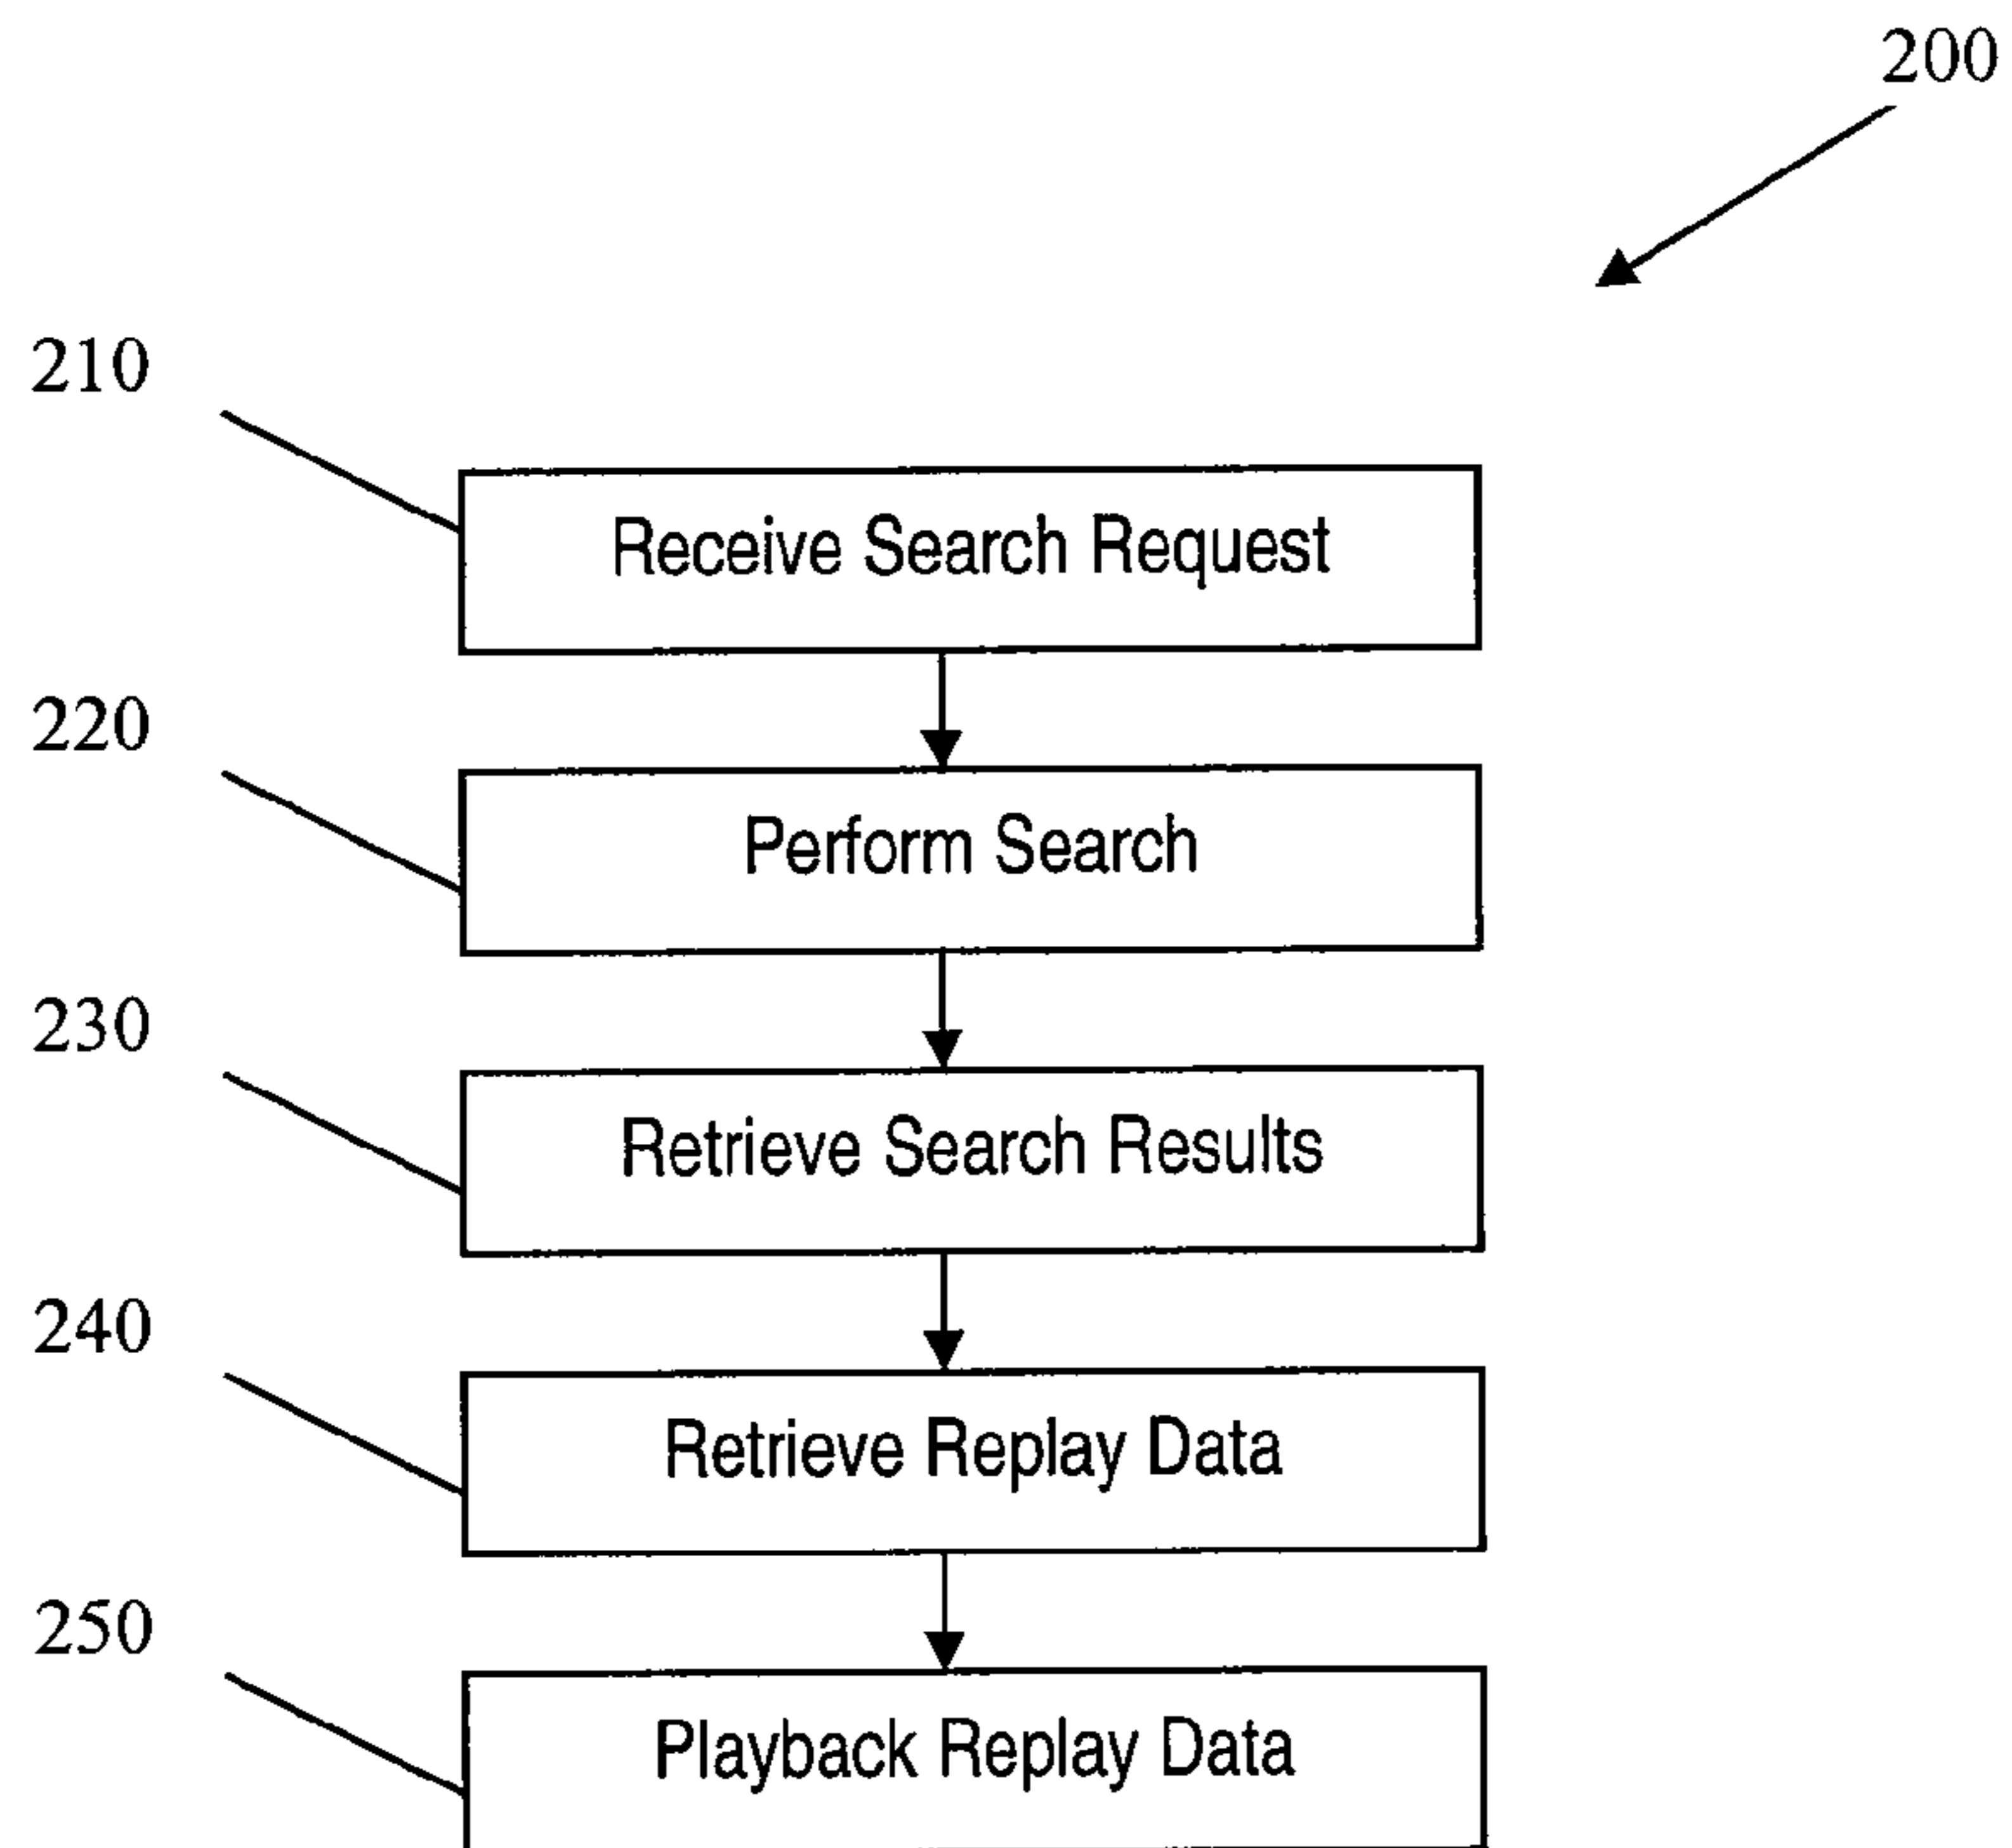 200
210
Receive Search Request
220
Perform Search
230
Retrieve Search Results
240
Retrieve Replay Data
250
Playback Replay Data